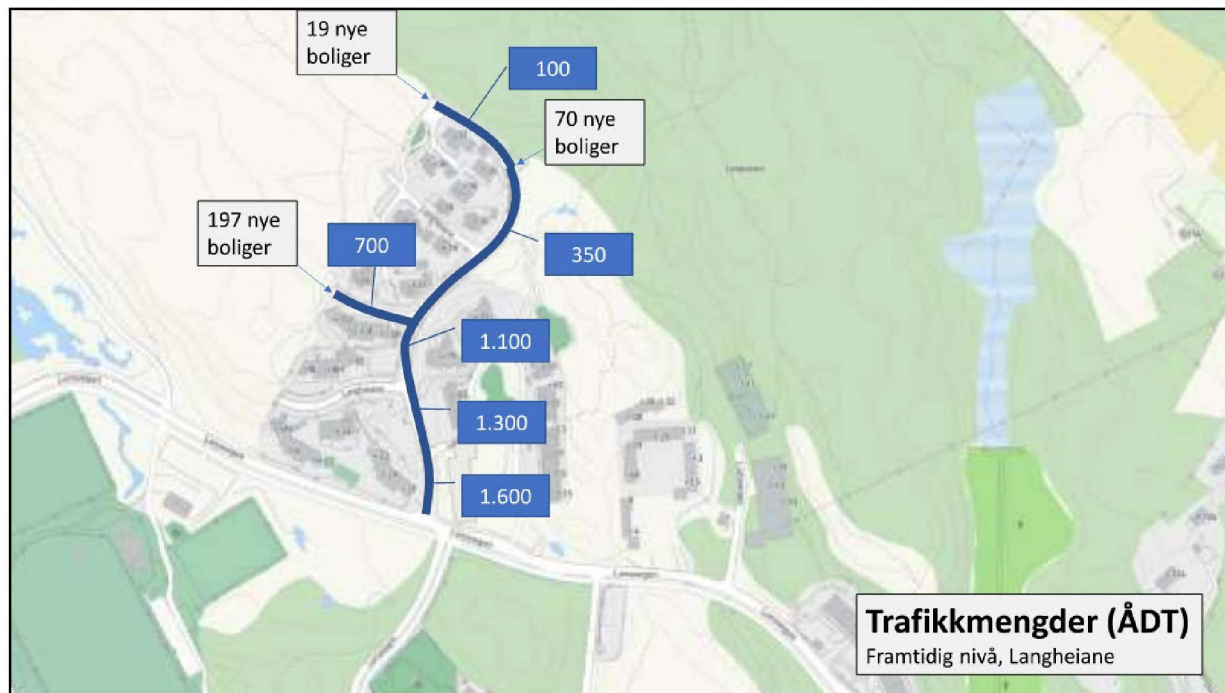 19 nye
boliger
100
70 nye
boliger
197 nye
boliger
700
350
1.100
1.300
1.600
Trafikkmengder (ÅDT)
Framtidig nivå, Langheiane